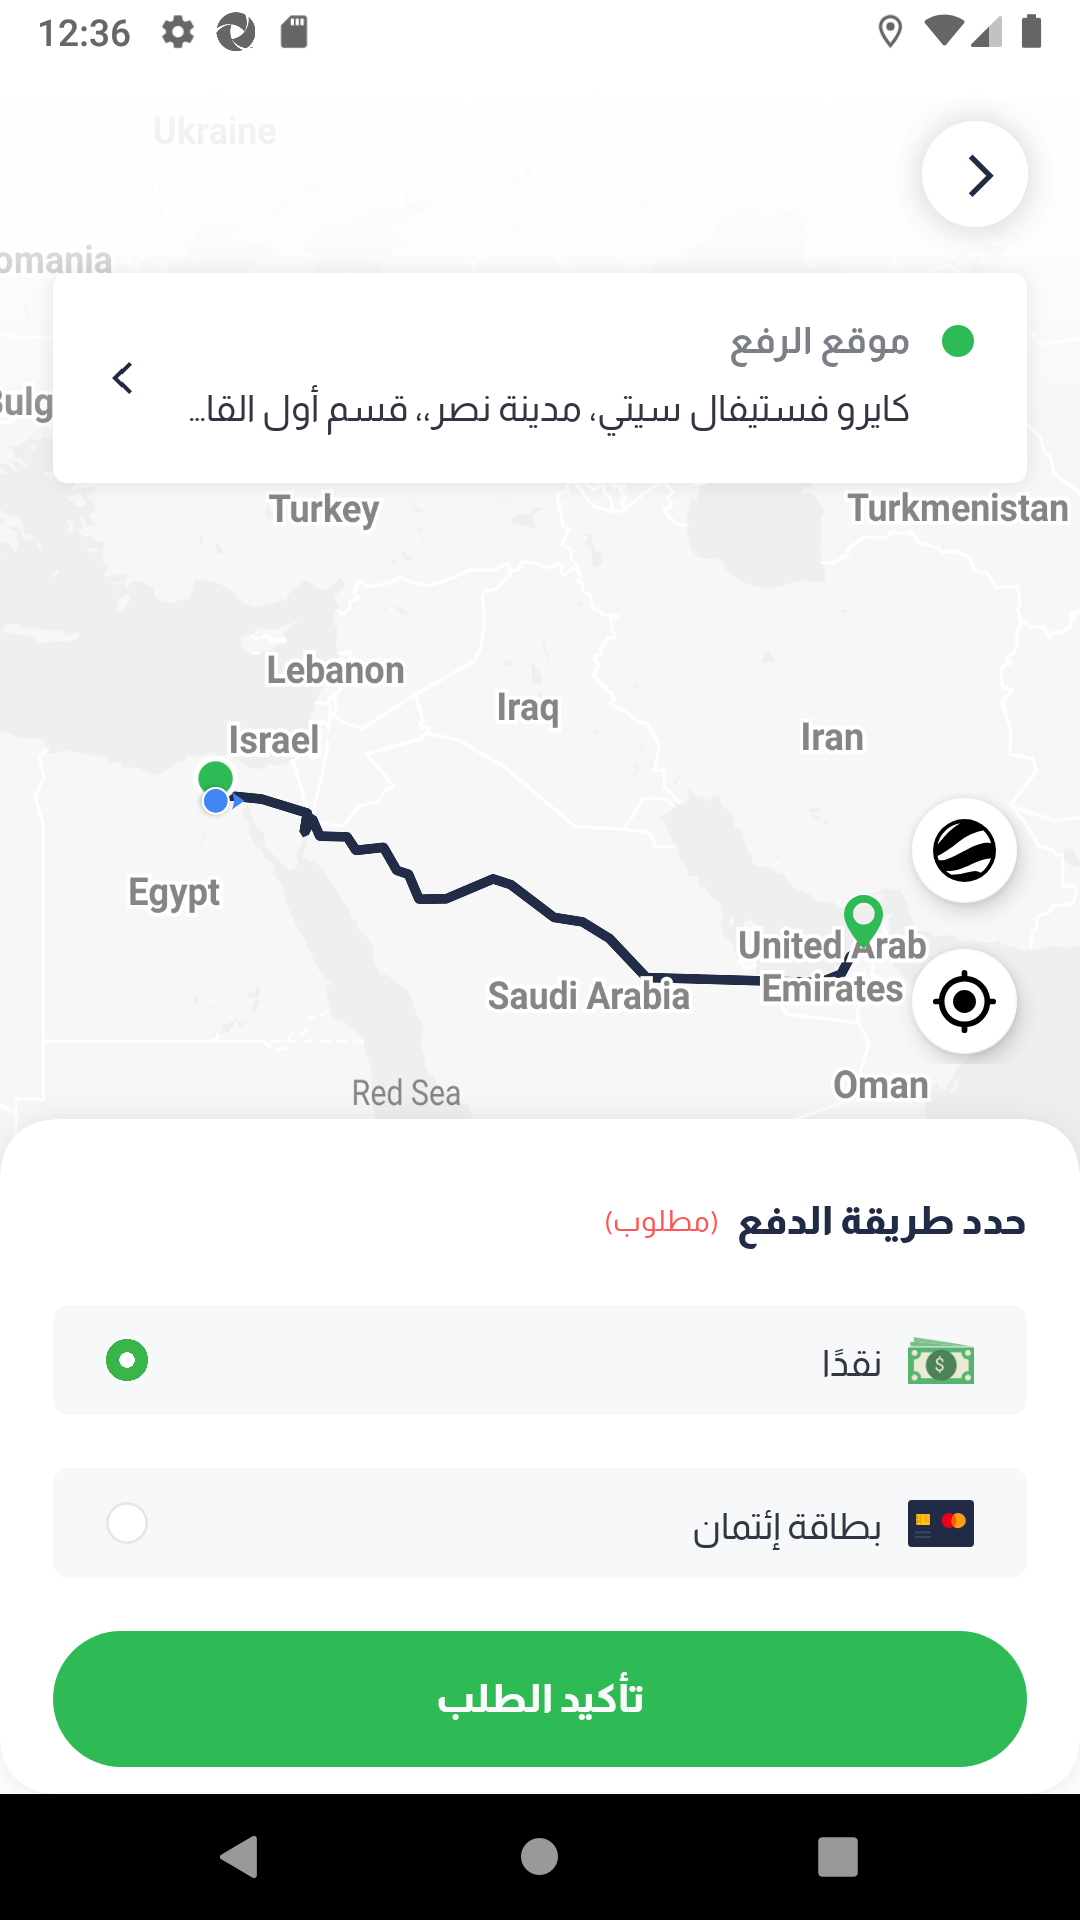 12:36
Ukraine
omania
موقع الرفع
كايرو فستيفال سيتي، مدينة نصر،، قسم أول القا...
Bulg
Turkey
Turkmenistan
Lebanon
Iraq
Israel
Iran
Egypt
United Arab
Emirates
Saudi Arabia
Oman
Red Sea
حدد طريقة الدفع (مطلوب)
نقدًا
بطاقة إئتمان
تأكيد الطلب